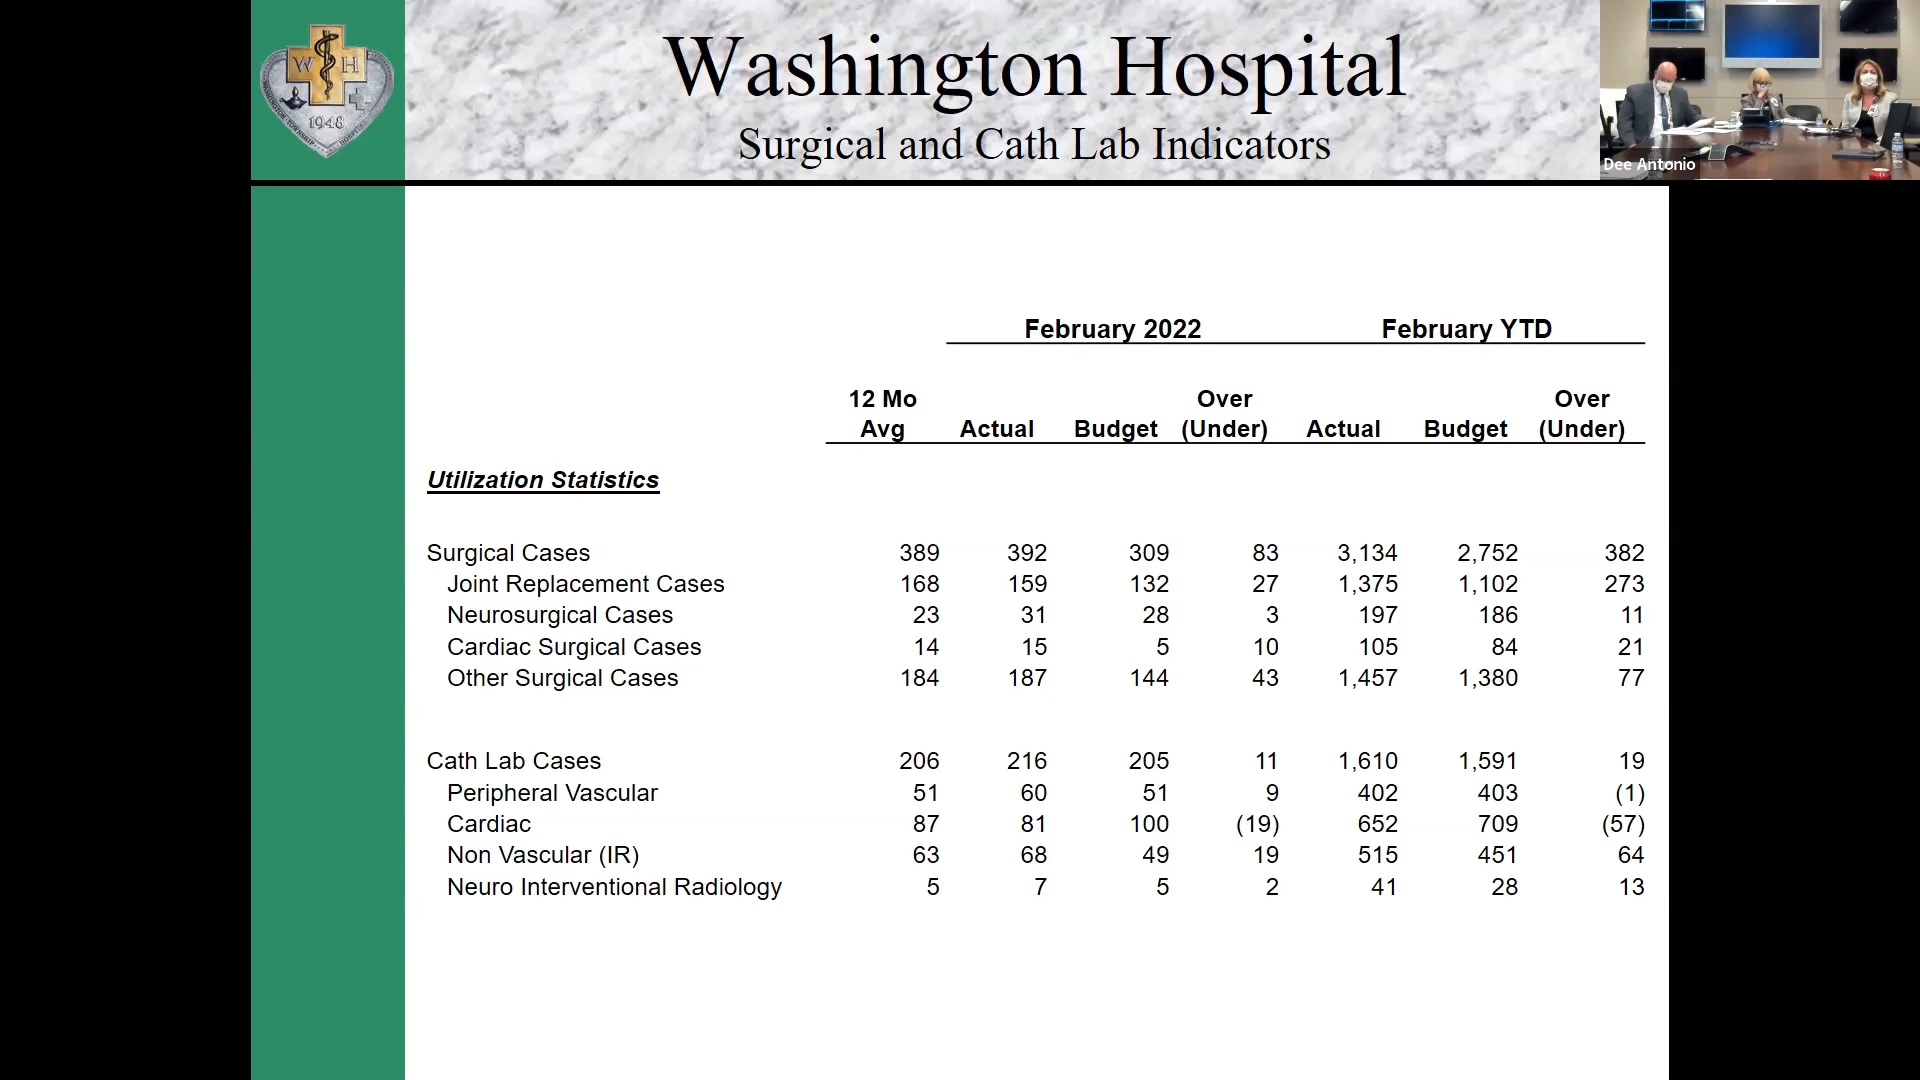 Washington Hospital
Surgical and Cath Lab Indicators
W H
1948
Dee Antonio
February 2022 February YTD
12 Mo Over Over
Avg Actual Budget (Under) Actual Budget (Under)
Utilization Statistics
Surgical Cases 389 392 309 83 3,134 2,752 382
Joint Replacement Cases 168 159 132 27 1,375 1,102 273
Neurosurgical Cases 23 31 28 3 197 186 11
Cardiac Surgical Cases 14 15 5 10 105 84 21
Other Surgical Cases 184 187 144 43 1,457 1,380 77
Cath Lab Cases 206 216 205 11 1,610 1,591 19
Peripheral Vascular 51 60 51 9 402 403 (1)
Cardiac 87 81 100 (19) 652 709 (57)
Non Vascular (IR) 63 68 49 19 515 451 64
Neuro Interventional Radiology 5 7 5 2 41 28 13